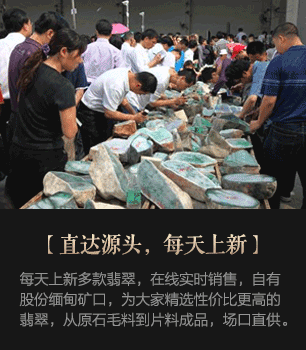 【直达源头，每天上新】
每天上新多款翡翠，在线实时销售，自有
股份缅甸矿口，为大家精选性价比更高的
翡翠，从原石毛料到片料成品，场口直供。